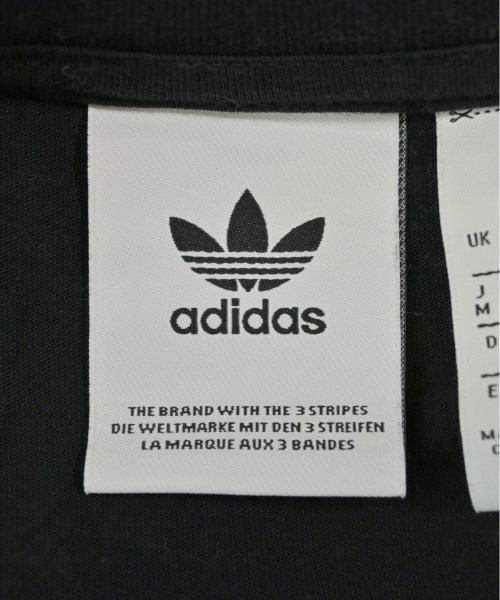 adidas
THE BRAND WITH THE 3 STRIPES
DIE WELTMARKE MIT DEN 3 STREIFEN
LA MARQUE AUX 3 BANDES
UK
J
M
D
E